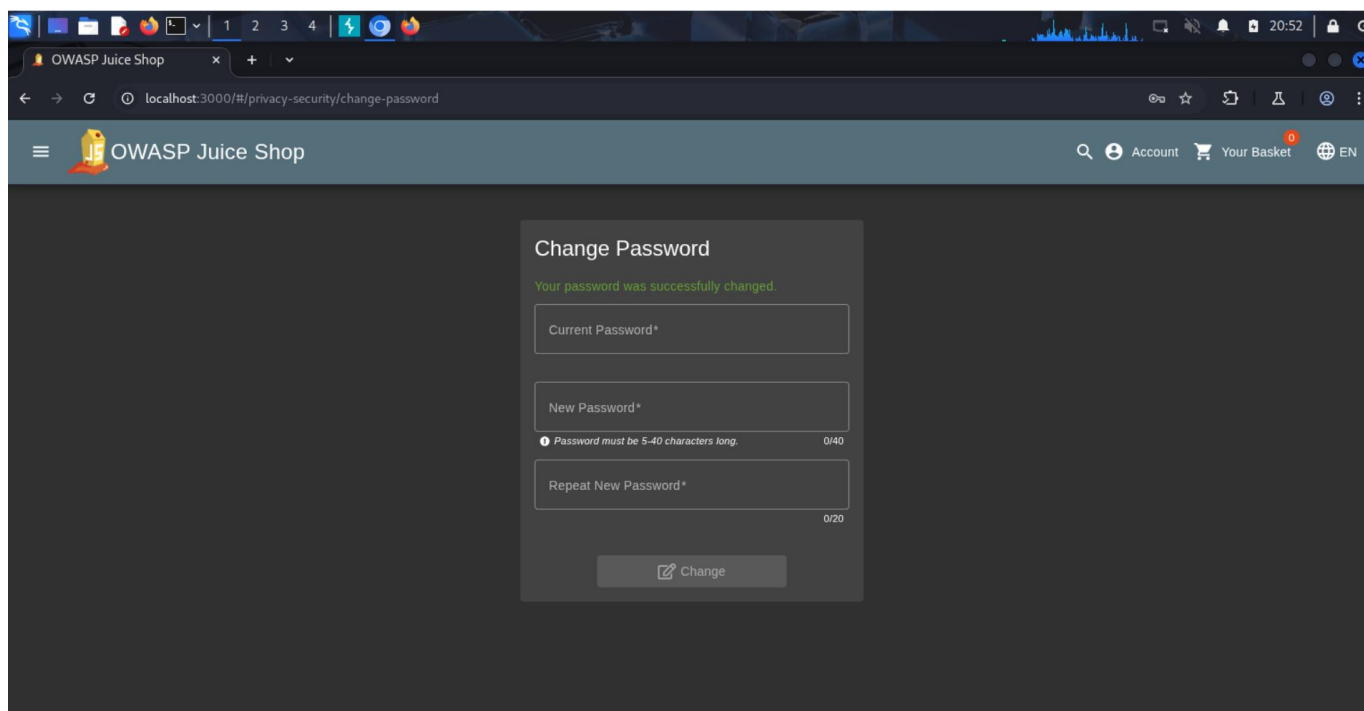 1 2 3 4 20:52
OWASP Juice Shop
localhost:3000/#/privacy-security/change-password
OWASP Juice Shop Account 0 Your Basket EN
Change Password
Your password was successfully changed.
Current Password*
New Password*
Password must be 5-40 characters long. 0/40
Repeat New Password*
0/20
Change